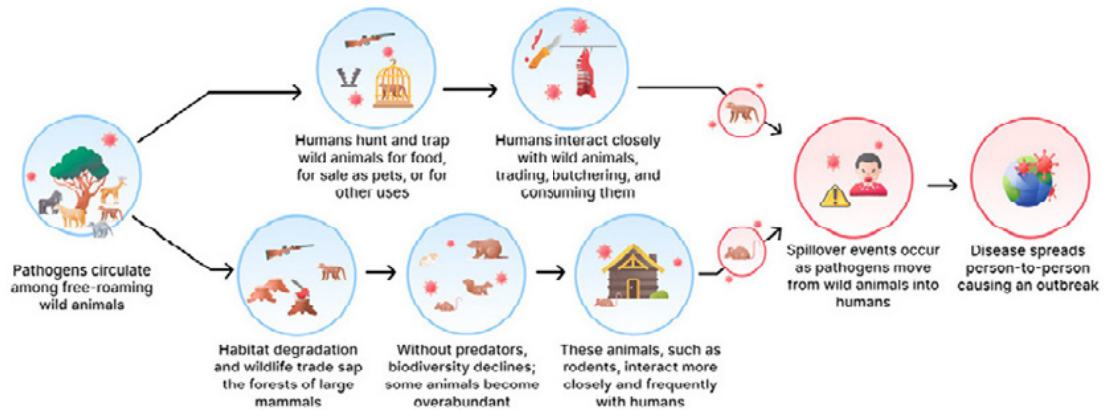 Humans hunt and trap
wild animals for food,
for sale as pets, or for
other uses
Humans interact closely
with wild animals,
trading, butchering, and
consuming them
Pathogens circulate
among free-roaming
wild animals
Spillover events occur
as pathogens move
from wild animals into
humans
Disease spreads
person-to-person
causing an outbreak
Habitat degradation
and wildlife trade sap
the forests of large
mammals
Without predators,
biodiversity declines;
some animals become
overabundant
These animals, such as
rodents, interact more
closely and frequently
with humans